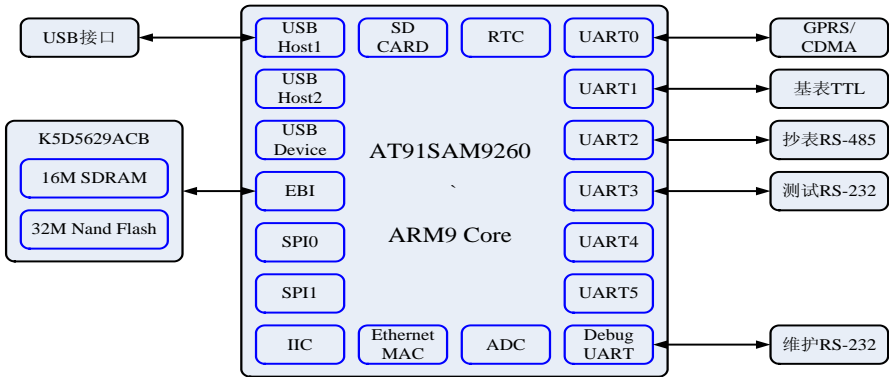 USB接口
K5D5629ACB
16M SDRAM
32M Nand Flash
USB
Host1
SD
CARD
RTC
UART0
USB
Host2
UART1
USB
Device
UART2
EBI
UART3
SPI0
UART4
SPI1
UART5
IIC
Ethernet
MAC
ADC
Debug
UART
AT91SAM9260
`
ARM9 Core
GPRS/
CDMA
基表TTL
抄表RS-485
测试RS-232
维护RS-232